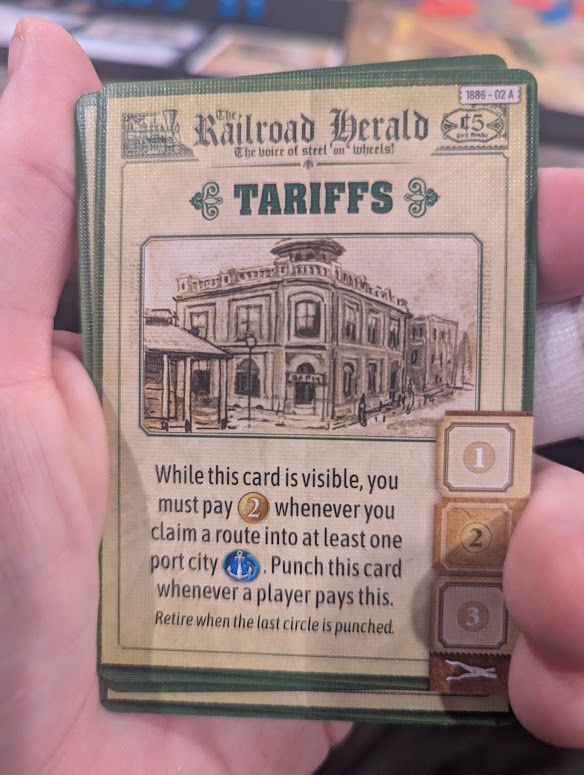 1886 - 02 A
The
Railroad Herald
The voice of steel on wheels!
₵5
TARIFFS
BANK
While this card is visible, you
must pay 2 whenever you
claim a route into at least one
port city . Punch this card
whenever a player pays this.
Retire when the last circle is punched.
1
2
3